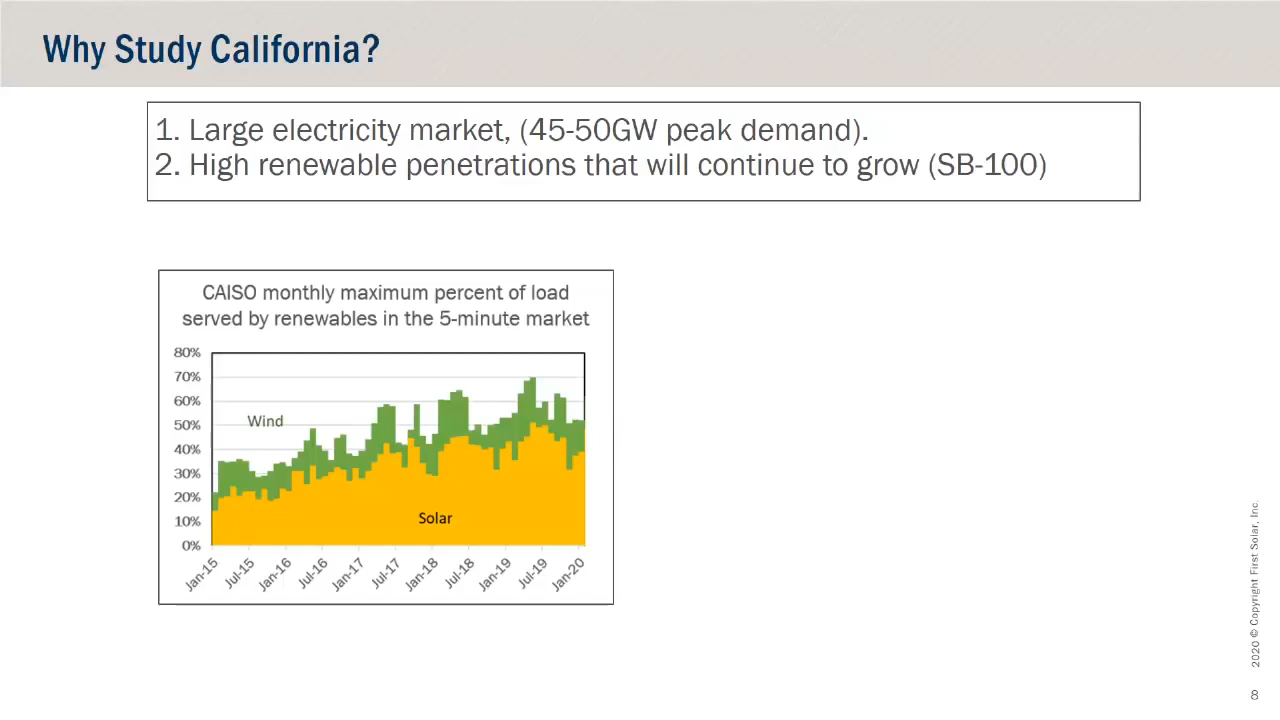 Why Study California?
1. Large electricity market, (45-50GW peak demand).
2. High renewable penetrations that will continue to grow (SB-100)
CAISO monthly maximum percent of load
served by renewables in the 5-minute market
80%
70%
60%
50%
40%
30%
20%
10%
0%
Wind
Solar
Jan-15
Jul-15
Jan-16
Jul-16
Jan-17
Jul-17
Jan-18
Jul-18
Jan-19
Jul-19
Jan-20
2020 © Copyright First Solar, Inc.
8